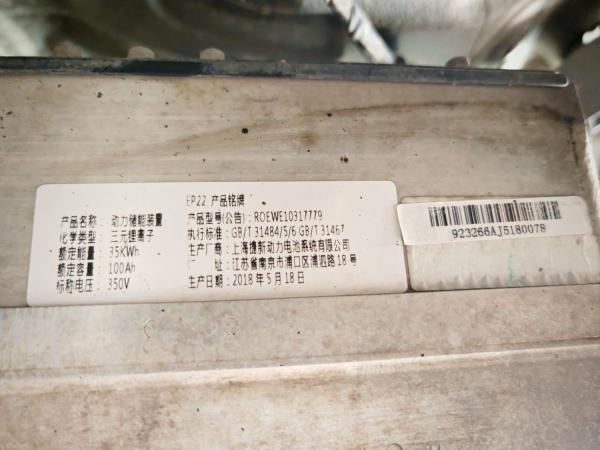 EP22 产品铭牌
产品名称: 动力储能装置
化学类型: 三元锂离子
额定能量: 35KWh
额定容量: 100Ah
标称电压: 350V
产品型号(公告): ROEWE10317779
执行标准: GB/T 31484/5/6 GB/T 31467
生产厂商: 上海捷新动力电池系统有限公司
厂 址: 江苏省南京市浦口区浦泗路18号
生产日期: 2018年5月18日
923266AJ5180078